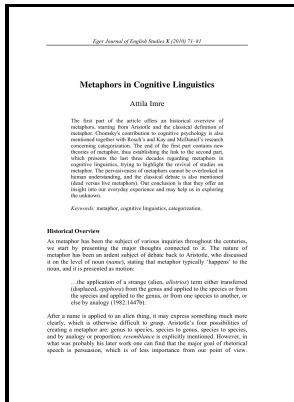 Eger Journal of English Studies X (2010) 71–81
Metaphors in Cognitive Linguistics
Attila Imre
The first part of the article offers an historical overview of
metaphors, starting from Aristotle and the classical definition of
metaphor. Chomsky's contribution to cognitive psychology is also
mentioned together with Rosch's and Kay and McDaniel's research
concerning categorization. The end of the first part contains new
theories of metaphor, thus establishing the link to the second part,
which presents the last three decades regarding metaphors in
cognitive linguistics, trying to highlight the revival of studies on
metaphor. The pervasiveness of metaphors cannot be overlooked in
human understanding, and the classical debate is also mentioned
(dead versus live metaphors). Our conclusion is that they offer an
insight into our everyday experience and may help us in exploring
the unknown.
Keywords: metaphor, cognitive linguistics, categorization.
Historical Overview
As metaphor has been the subject of various inquiries throughout the centuries,
we start by presenting the major thoughts connected to it. The nature of
metaphor has been an ardent subject of debate back to Aristotle, who discussed
it on the level of noun (name), stating that metaphor typically 'happens' to the
noun, and it is presented as motion:
…the application of a strange (alien, allotrios) term either transferred
(displaced, epiphora) from the genus and applied to the species or from
the species and applied to the genus, or from one species to another, or
else by analogy (1982:1447b).
After a name is applied to an alien thing, it may express something much more
clearly, which is otherwise difficult to grasp. Aristotle's four possibilities of
creating a metaphor are: genus to species, species to genus, species to species,
and by analogy or proportion; resemblance is explicitly mentioned. However, in
what was probably his later work one can find that the major goal of rhetorical
speech is persuasion, which is of less importance from our point of view.